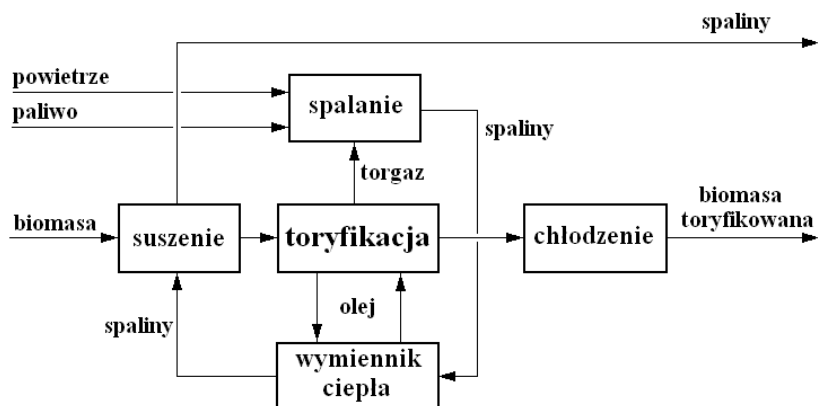 spaliny
powietrze
paliwo
spalanie
spaliny
torgaz
biomasa
suszenie
toryfikacja
chłodzenie
biomasa
toryfikowana
olej
spaliny
wymiennik
ciepła